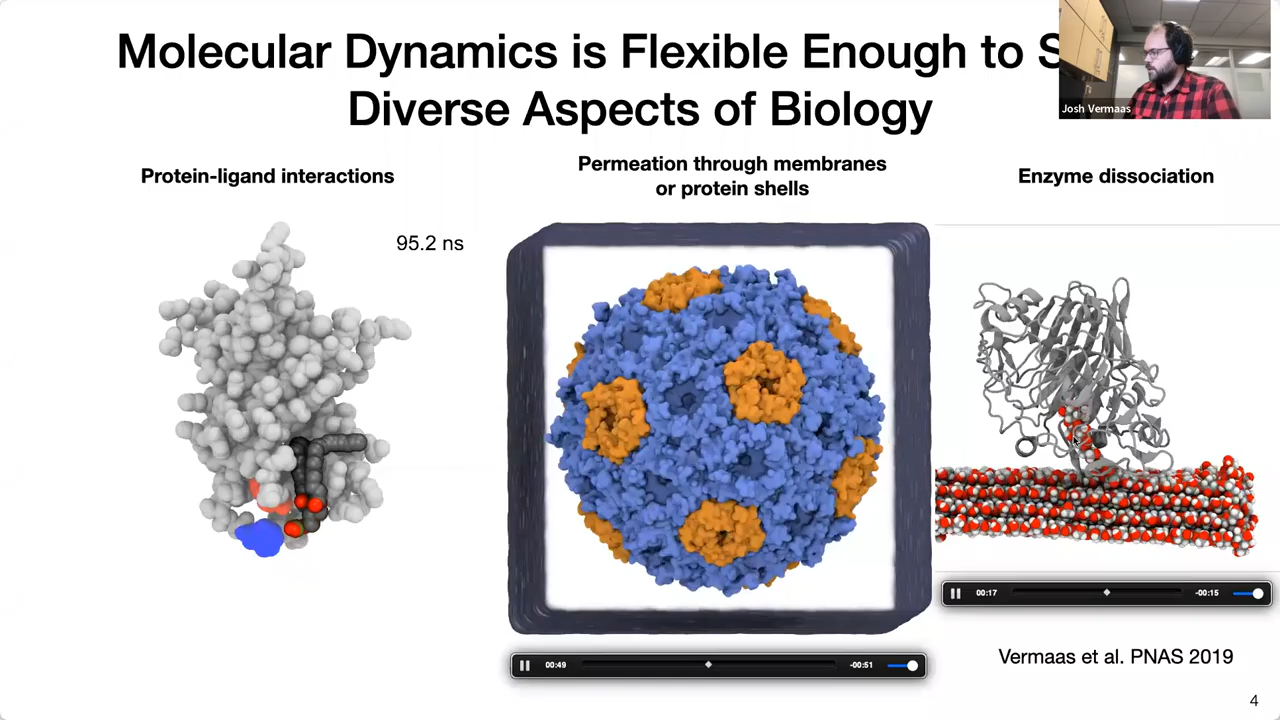 Molecular Dynamics is Flexible Enough to S
Diverse Aspects of Biology
Josh Vermaas
Protein-ligand interactions
Permeation through membranes
or protein shells
Enzyme dissociation
95.2 ns
00:17
-00:15
00:49
-00:51
Vermaas et al. PNAS 2019
4